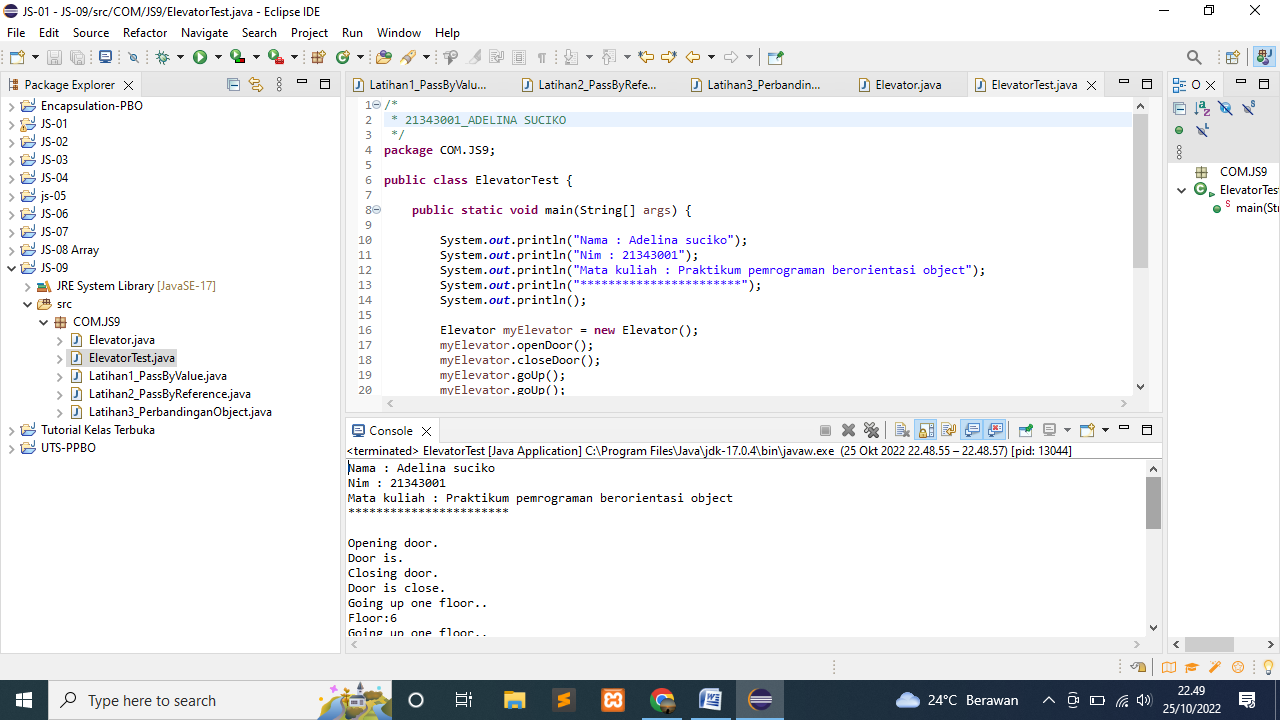 JS-01 - JS-09/src/COM/JS9/ElevatorTest.java - Eclipse IDE
File Edit Source Refactor Navigate Search Project Run Window Help
Package Explorer
Encapsulation-PBO
JS-01
JS-02
JS-03
JS-04
js-05
JS-06
JS-07
JS-08 Array
JS-09
JRE System Library [JavaSE-17]
src
COM.JS9
Elevator.java
ElevatorTest.java
Latihan1_PassByValue.java
Latihan2_PassByReference.java
Latihan3_PerbandinganObject.java
Tutorial Kelas Terbuka
UTS-PPBO
Latihan1_PassByValu... Latihan2_PassByRefe... Latihan3_Perbandin... Elevator.java ElevatorTest.java
1 /*
2 * 21343001_ADELINA SUCIKO
3 */
4 package COM.JS9;
5
6 public class ElevatorTest {
7
8 public static void main(String[] args) {
9
10 System.out.println("Nama : Adelina suciko");
11 System.out.println("Nim : 21343001");
12 System.out.println("Mata kuliah : Praktikum pemrograman berorientasi object");
13 System.out.println("***********************");
14 System.out.println();
15
16 Elevator myElevator = new Elevator();
17 myElevator.openDoor();
18 myElevator.closeDoor();
19 myElevator.goUp();
20 myElevator.goUp();
Console
<terminated> ElevatorTest [Java Application] C:\Program Files\Java\jdk-17.0.4\bin\javaw.exe (25 Okt 2022 22.48.55 – 22.48.57) [pid: 13044]
Nama : Adelina suciko
Nim : 21343001
Mata kuliah : Praktikum pemrograman berorientasi object
***********************
Opening door.
Door is.
Closing door.
Door is close.
Going up one floor..
Floor:6
Going up one floor..
O
COM.JS9
ElevatorTes
main(Str
Type here to search
24°C Berawan
22.49
25/10/2022